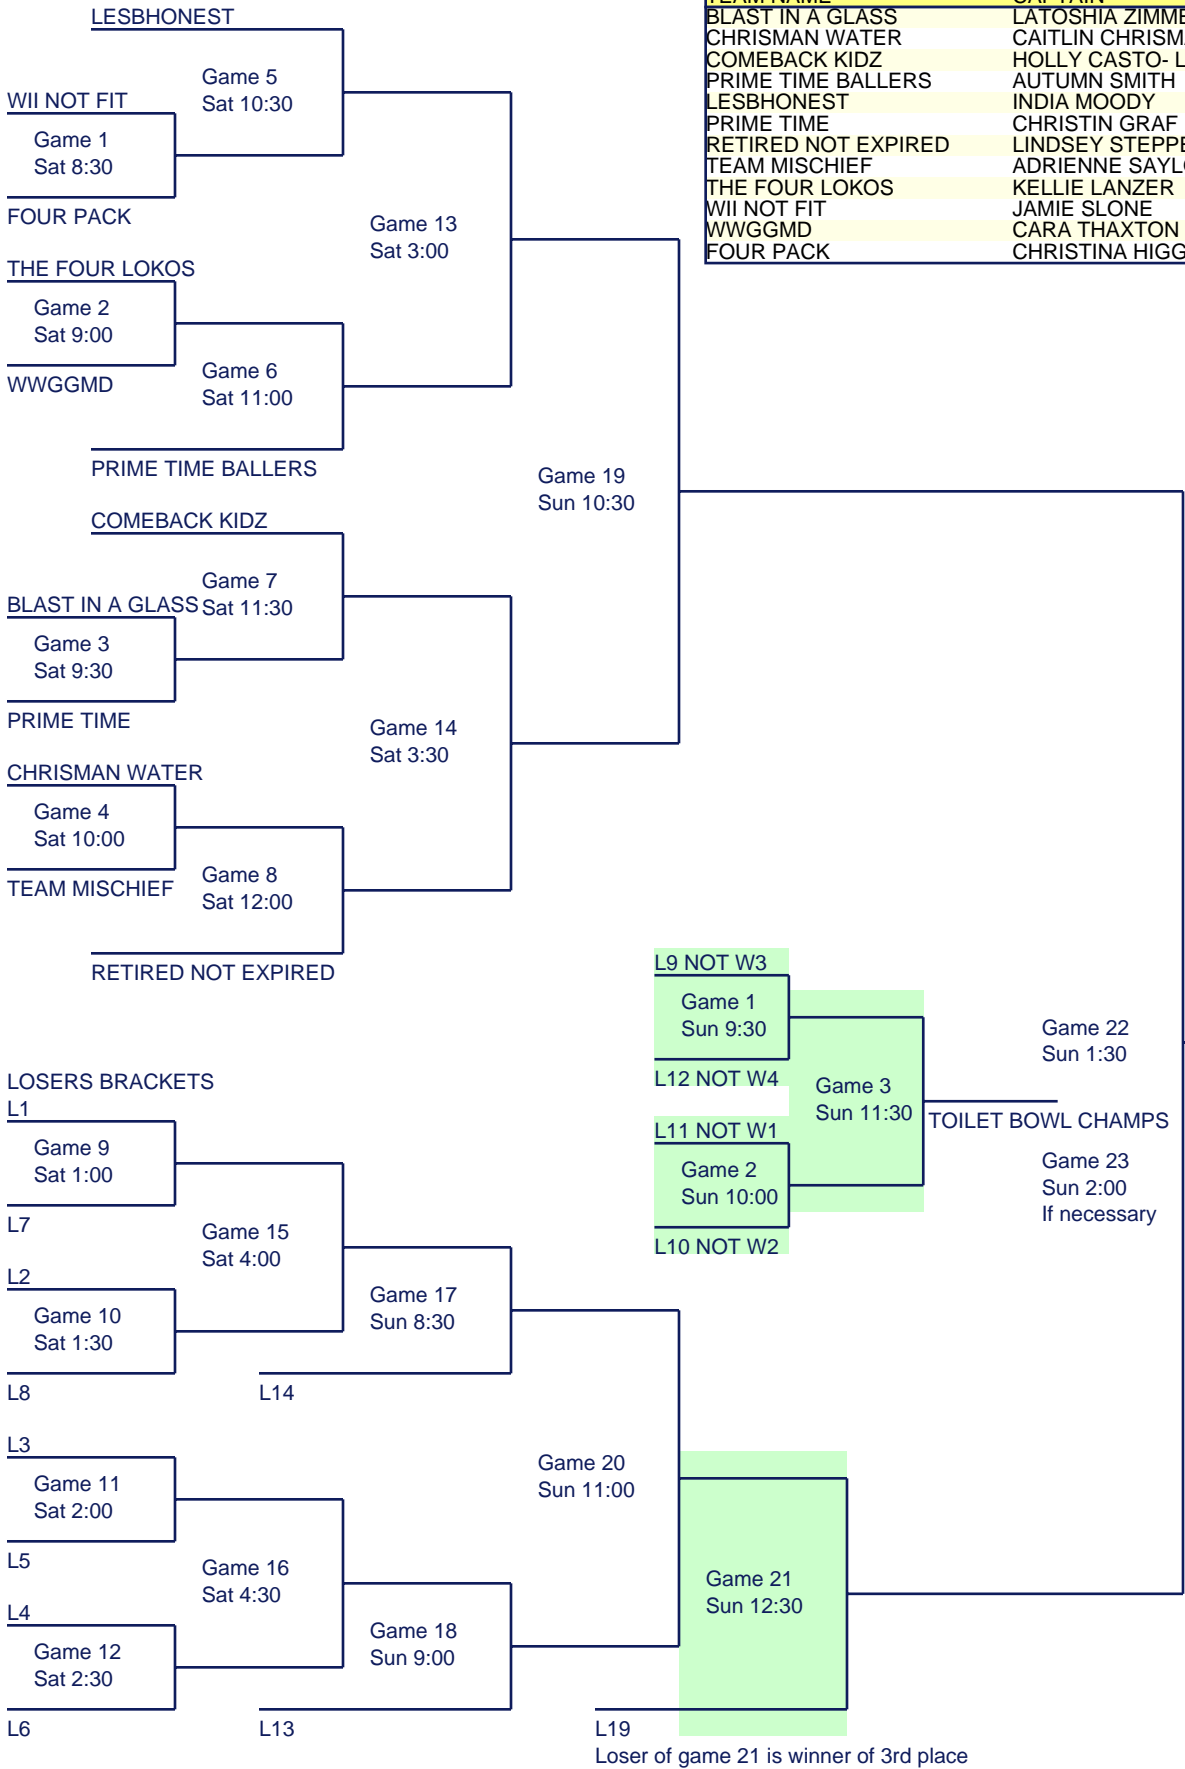 TEAM NAME CAPTAIN
BLAST IN A GLASS LATOSHIA ZIMME
CHRISMAN WATER CAITLIN CHRISMA
COMEBACK KIDZ HOLLY CASTO- L
PRIME TIME BALLERS AUTUMN SMITH
LESBHONEST INDIA MOODY
PRIME TIME CHRISTIN GRAF
RETIRED NOT EXPIRED LINDSEY STEPPE
TEAM MISCHIEF ADRIENNE SAYLO
THE FOUR LOKOS KELLIE LANZER
WII NOT FIT JAMIE SLONE
WWGGMD CARA THAXTON
FOUR PACK CHRISTINA HIGG
LESBHONEST
Game 5
Sat 10:30
WII NOT FIT
Game 1
Sat 8:30
FOUR PACK
Game 13
Sat 3:00
THE FOUR LOKOS
Game 2
Sat 9:00
WWGGMD
Game 6
Sat 11:00
PRIME TIME BALLERS
Game 19
Sun 10:30
COMEBACK KIDZ
Game 7
Sat 11:30
BLAST IN A GLASS
Game 3
Sat 9:30
PRIME TIME
Game 14
Sat 3:30
CHRISMAN WATER
Game 4
Sat 10:00
TEAM MISCHIEF
Game 8
Sat 12:00
RETIRED NOT EXPIRED
L9 NOT W3
Game 1
Sun 9:30
L12 NOT W4
Game 3
Sun 11:30
L11 NOT W1
Game 2
Sun 10:00
L10 NOT W2
TOILET BOWL CHAMPS
Game 22
Sun 1:30
Game 23
Sun 2:00
If necessary
LOSERS BRACKETS
L1
Game 9
Sat 1:00
L7
Game 15
Sat 4:00
L2
Game 10
Sat 1:30
L8
Game 17
Sun 8:30
L14
L3
Game 11
Sat 2:00
L5
Game 20
Sun 11:00
Game 16
Sat 4:30
L4
Game 12
Sat 2:30
L6
Game 18
Sun 9:00
L13
Game 21
Sun 12:30
L19
Loser of game 21 is winner of 3rd place